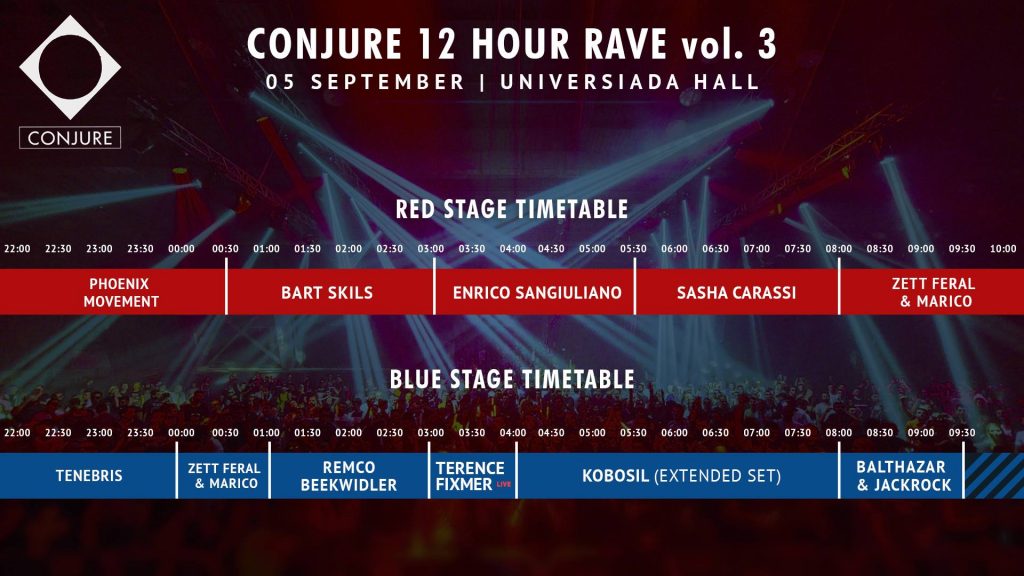 CONJURE 12 HOUR RAVE vol. 3
05 SEPTEMBER | UNIVERSIADA HALL
CONJURE
RED STAGE TIMETABLE
22:00 22:30 23:00 23:30 00:00 00:30 01:00 01:30 02:00 02:30 03:00 03:30 04:00 04:30 05:00 05:30 06:00 06:30 07:00 07:30 08:00 08:30 09:00 09:30 10:00
PHOENIX
MOVEMENT
BART SKILS
ENRICO SANGIULIANO
SASHA CARASSI
ZETT FERAL
& MARICO
BLUE STAGE TIMETABLE
22:00 22:30 23:00 23:30 00:00 00:30 01:00 01:30 02:00 02:30 03:00 03:30 04:00 04:30 05:00 05:30 06:00 06:30 07:00 07:30 08:00 08:30 09:00 09:30
TENEBRIS
ZETT FERAL
& MARICO
REMCO
BEEKWIDLER
TERENCE
FIXMER LIVE
KOBOSIL (EXTENDED SET)
BALTHAZAR
& JACKROCK